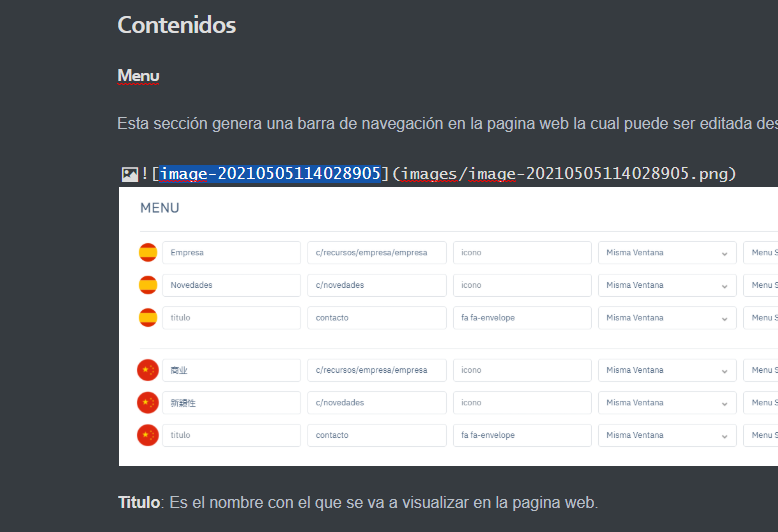 Contenidos
Menu
Esta sección genera una barra de navegación en la pagina web la cual puede ser editada des
![image-20210505114028905](images/image-20210505114028905.png)
MENU
Empresa c/recursos/empresa/empresa icono Misma Ventana Menu S
Novedades c/novedades icono Misma Ventana Menu S
titulo contacto fa fa-envelope Misma Ventana Menu S
商业 c/recursos/empresa/empresa icono Misma Ventana Menu S
新穎性 c/novedades icono Misma Ventana Menu S
titulo contacto fa fa-envelope Misma Ventana Menu S
Titulo: Es el nombre con el que se va a visualizar en la pagina web.